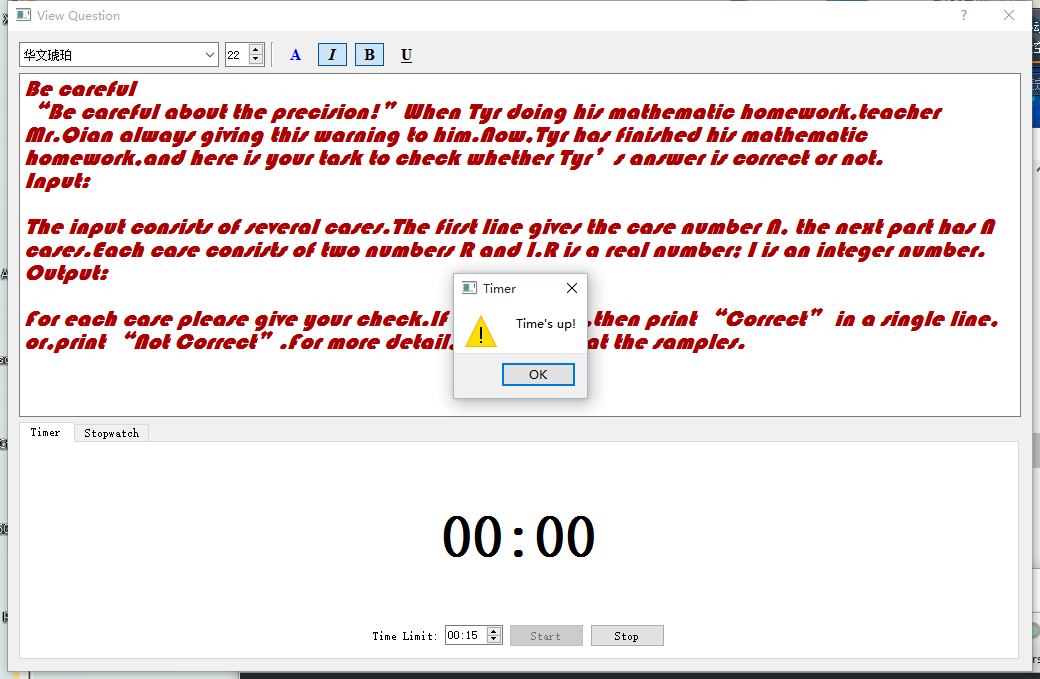 View Question
?
华文琥珀
22
A
I
B
U
Be careful
“Be careful about the precision!” When Tyr doing his mathematic homework,teacher
Mr.Qian always giving this warning to him.Now,Tyr has finished his mathematic
homework,and here is your task to check whether Tyr’s answer is correct or not.
Input:
The input consists of several cases.The first line gives the case number N, the next part has N
cases.Each case consists of two numbers R and I.R is a real number; I is an integer number.
Output:
For each case please give your check.If ,then print “Correct” in a single line,
or,print “Not Correct”.For more detail, at the samples.
Timer
Time's up!
OK
Timer
Stopwatch
00:00
Time Limit:
00:15
Start
Stop